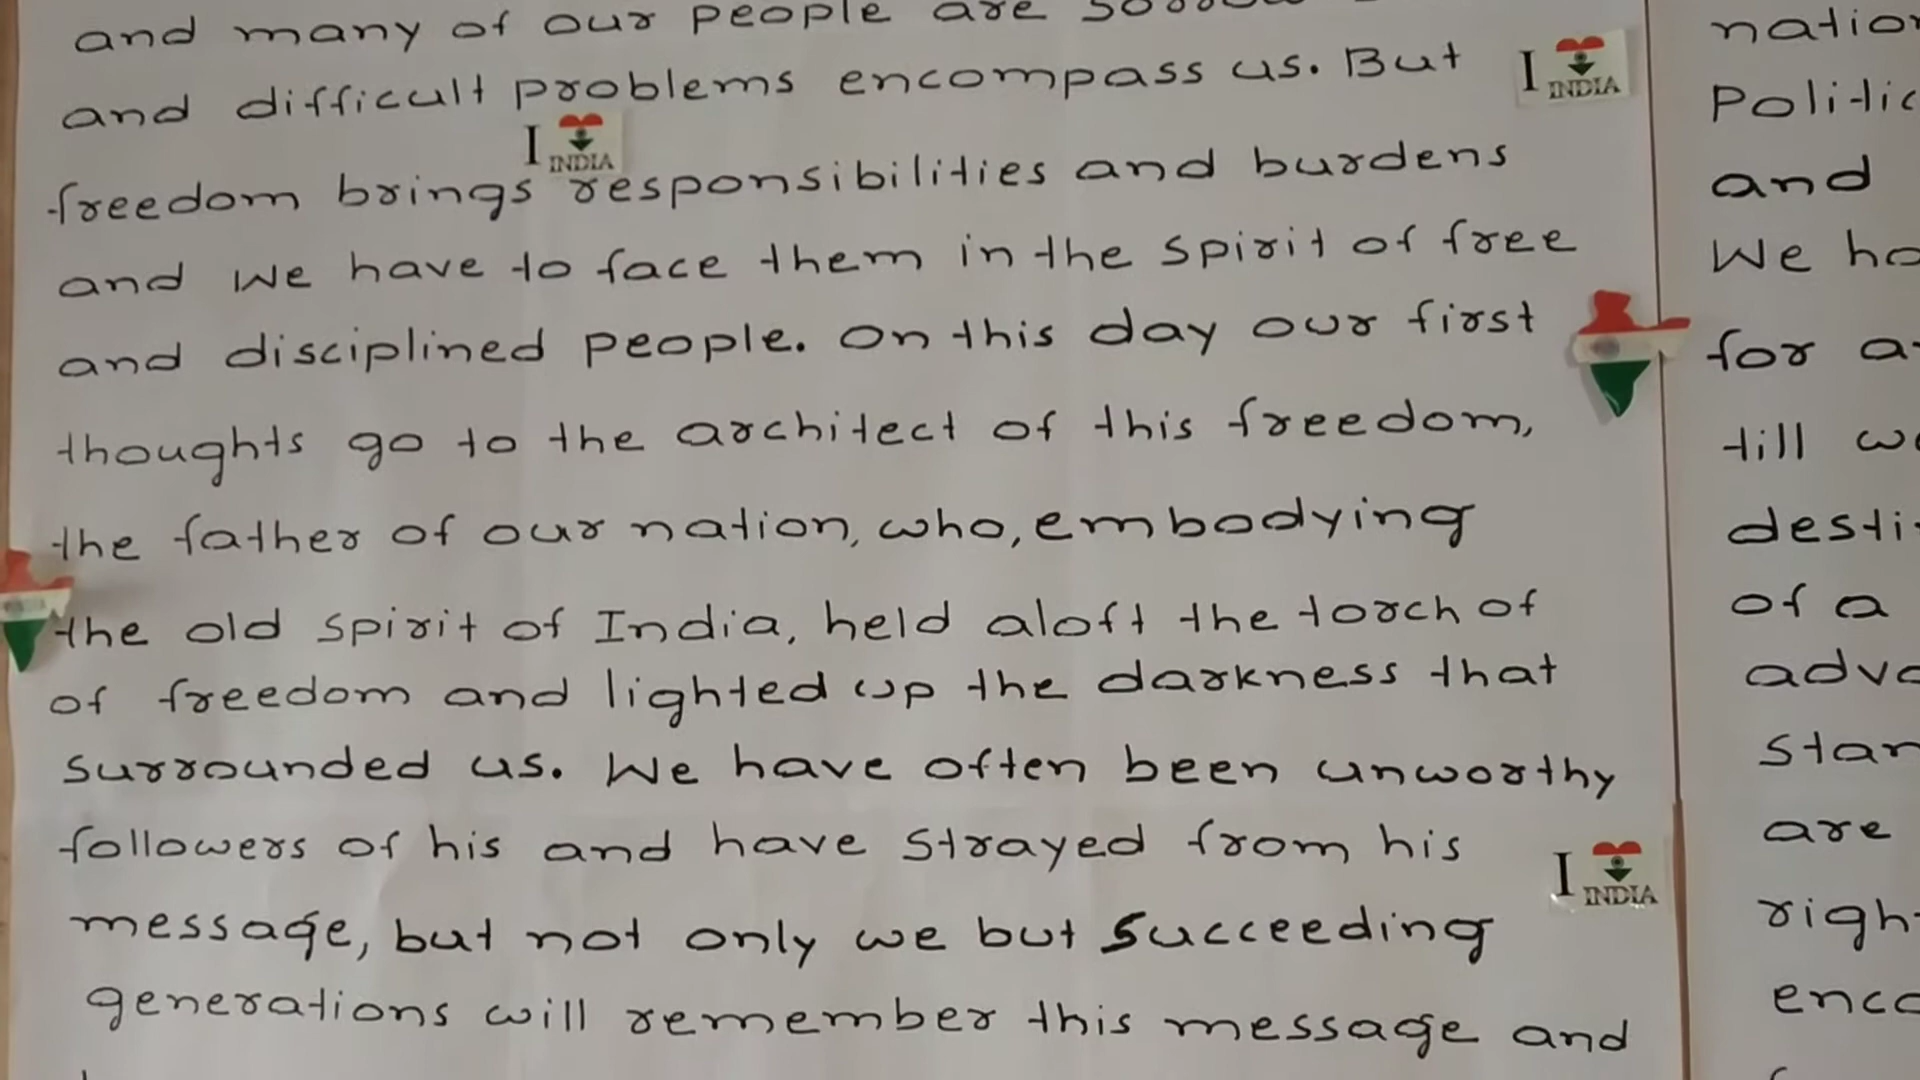 and many of our people are
and difficult problems encompass us. But
I INDIA
I INDIA
freedom brings responsibilities and burdens
and We have to face them in the spirit of free
and disciplined people. On this day our first
thoughts go to the architect of this freedom,
the father of our nation, who, embodying
the old spirit of India, held aloft the torch of
of freedom and lighted up the darkness that
surrounded us. We have often been unworthy
followers of his and have strayed from his
I INDIA
message, but not only we but succeeding
generations will remember this message and
natio
Politic
and
We ha
for a
till w
desti
of a
adva
stan
are
righ
enco